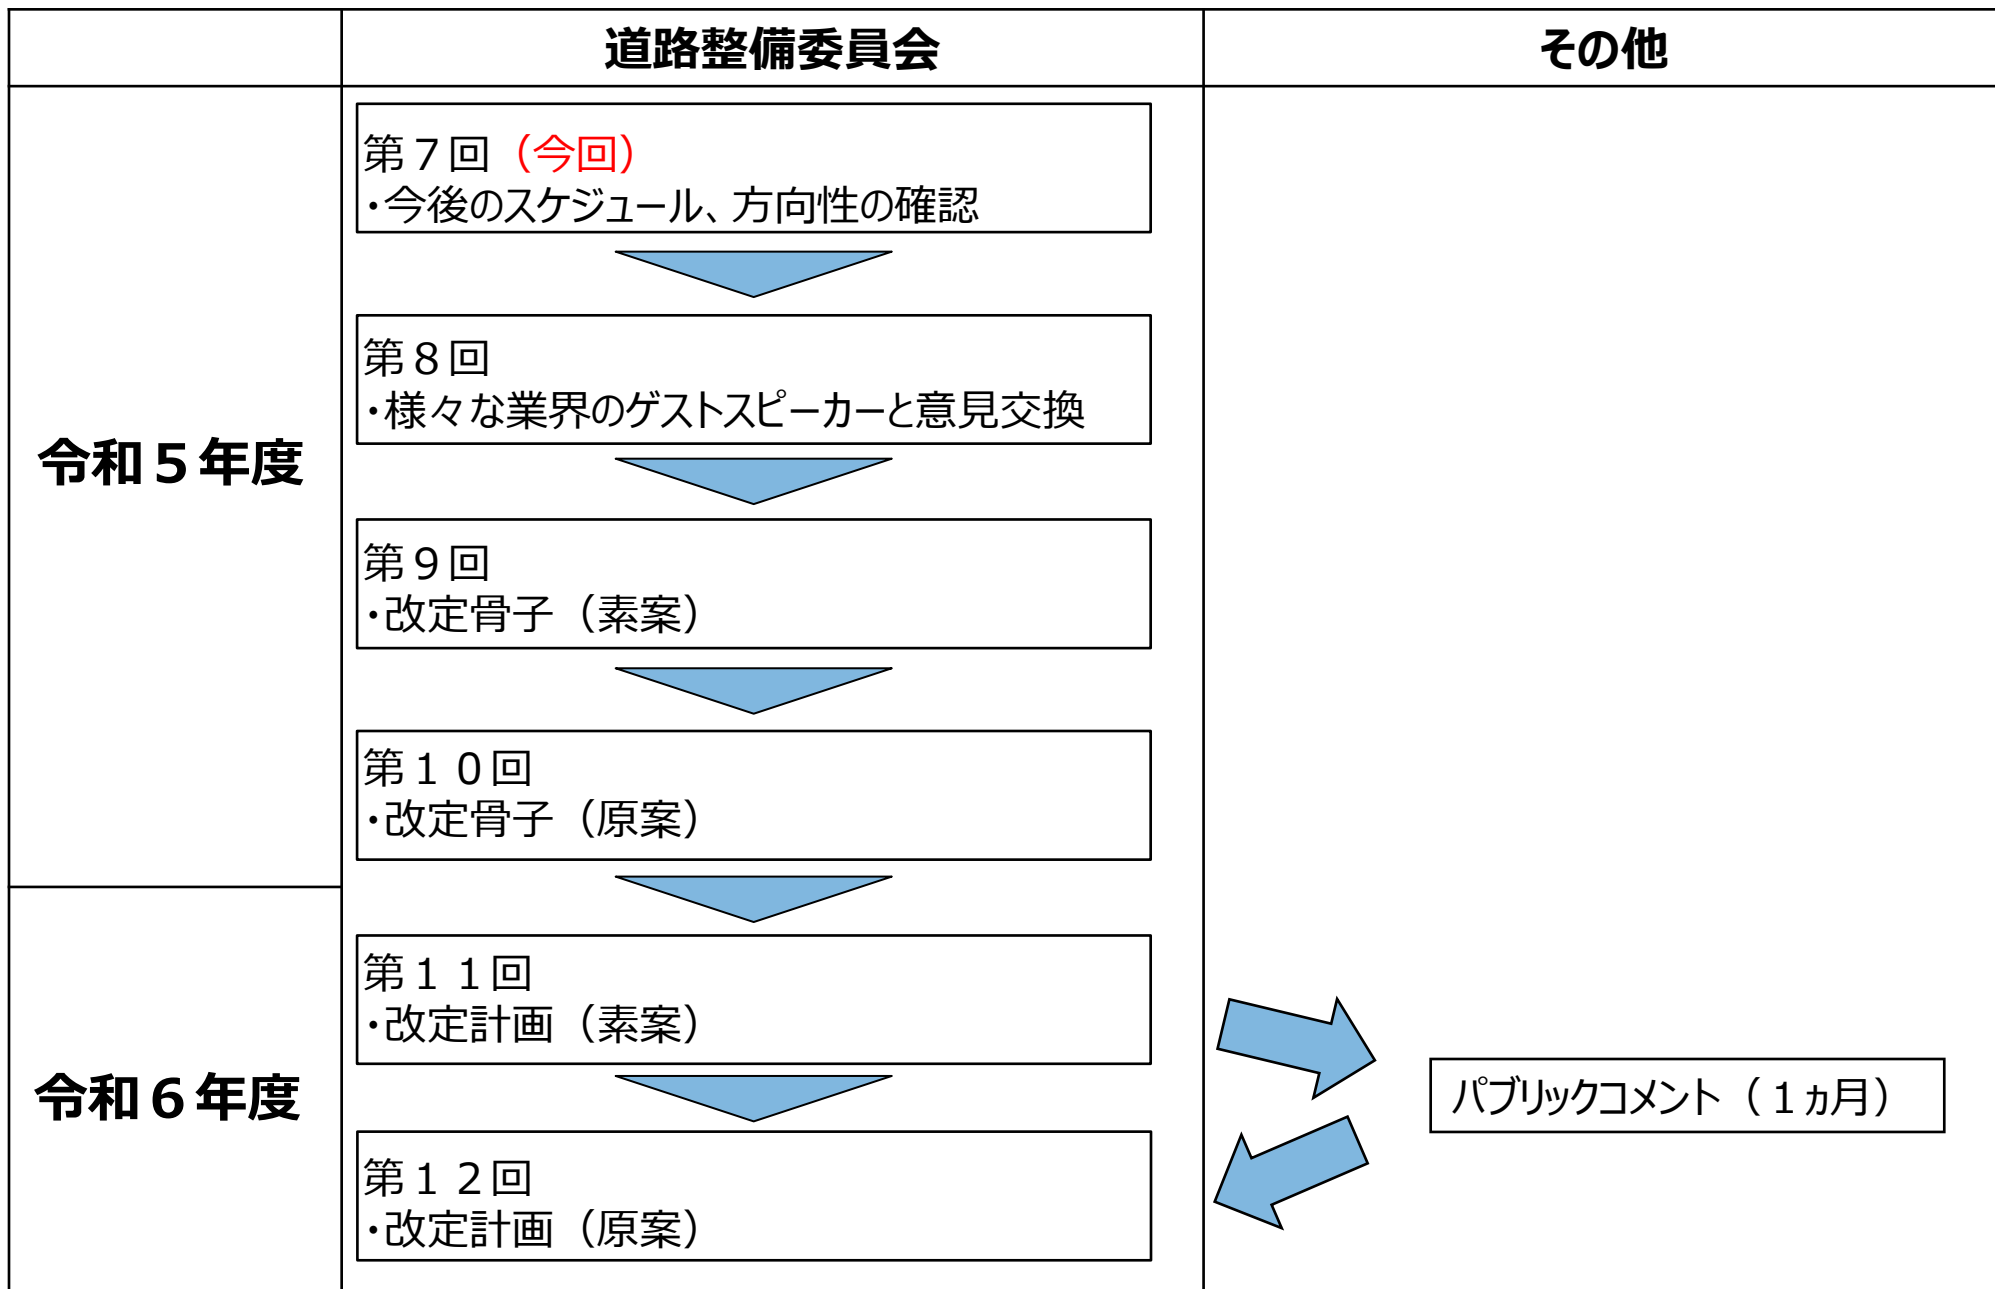 道路整備委員会
その他
令和５年度
第７回（今回）
・今後のスケジュール、方向性の確認
第８回
・様々な業界のゲストスピーカーと意見交換
第９回
・改定骨子（素案）
第１０回
・改定骨子（原案）
令和６年度
第１１回
・改定計画（素案）
パブリックコメント（１ヵ月）
第１２回
・改定計画（原案）